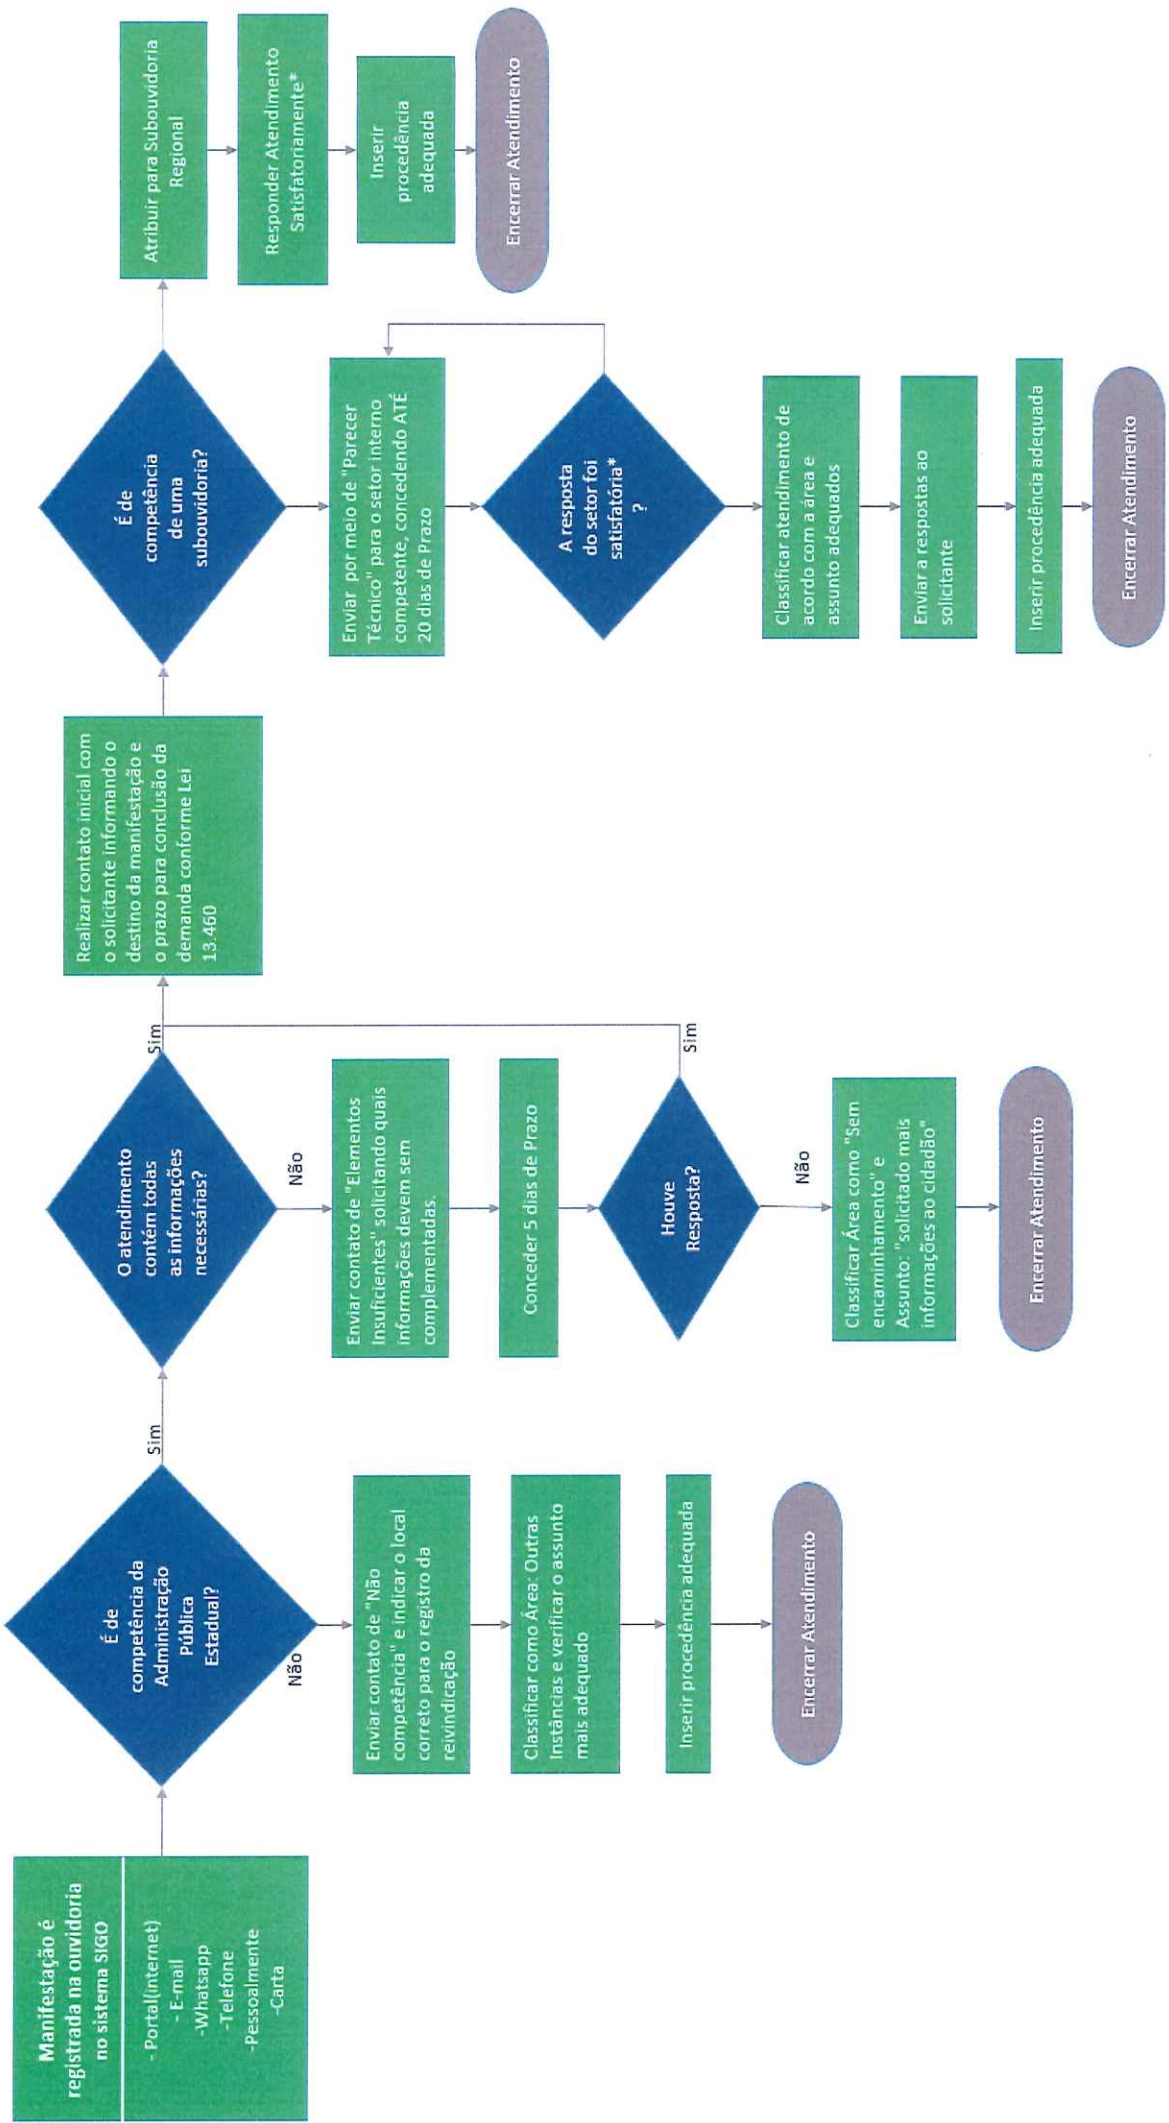 Manifestação é
registrada na ouvidoria
no sistema SIGO
- Portal(internet)
- E-mail
-Whatsapp
-Telefone
-Pessoalmente
-Carta
É de
competência da
Administração
Pública
Estadual?
Sim
Não
Enviar contato de "Não
competência" e indicar o local
correto para o registro da
reivindicação
Classificar como Área: Outras
Instâncias e verificar o assunto
mais adequado
Inserir procedência adequada
Encerrar Atendimento
O atendimento
contêm todas
as informações
necessárias?
Sim
Não
Enviar contato de "Elementos
Insuficientes" solicitando quais
informações devem sem
complementadas.
Conceder 5 dias de Prazo
Houve
Resposta?
Sim
Não
Classificar Área como "Sem
encaminhamento" e
Assunto: "solicitado mais
informações ao cidadão"
Encerrar Atendimento
Realizar contato inicial com
o solicitante informando o
destino da manifestação e
o prazo para conclusão da
demanda conforme Lei
13.460
É de
competência
de uma
subouvidoria?
Enviar por meio de "Parecer
Técnico" para o setor interno
competente, concedendo ATÉ
20 dias de Prazo
A resposta
do setor foi
satisfatória*
?
Classificar atendimento de
acordo com a área e
assunto adequados
Enviar a respostas ao
solicitante
Inserir procedência adequada
Encerrar Atendimento
Atribuir para Subouvidoria
Regional
Responder Atendimento
Satisfatoriamente*
Inserir
procedência
adequada
Encerrar Atendimento